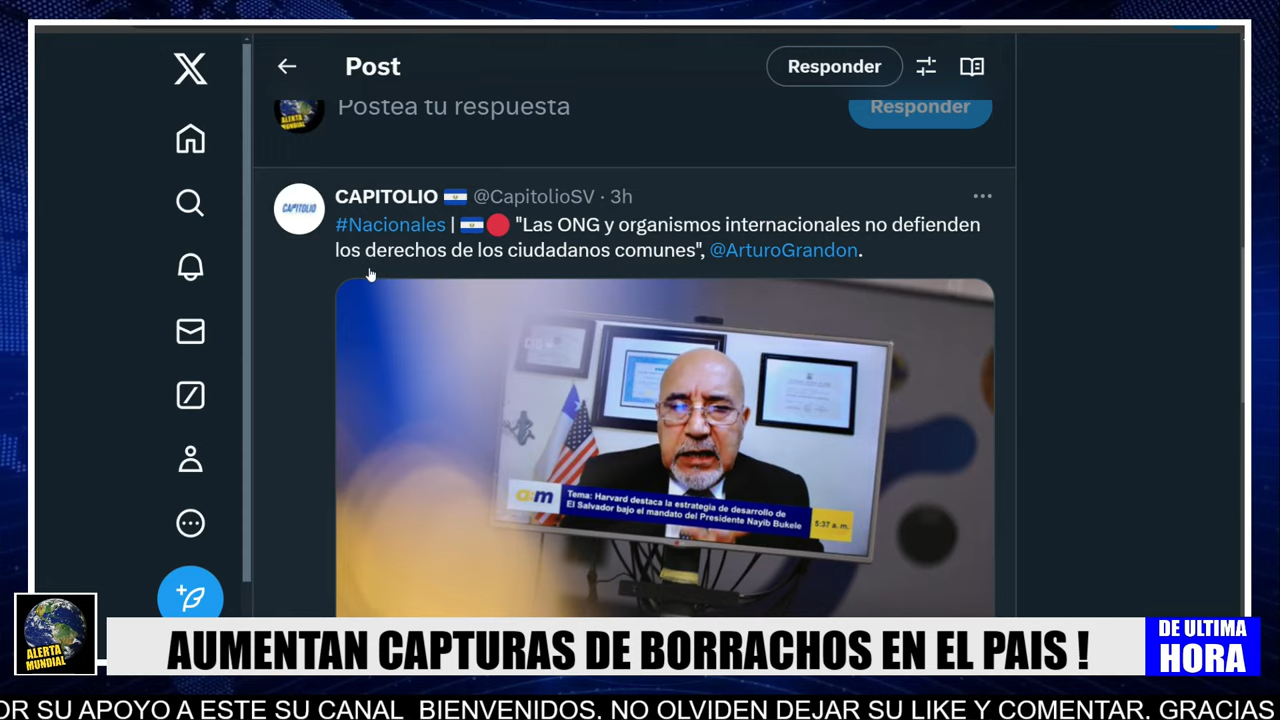 Post
Responder
Postea tu respuesta
Responder
CAPITOLIO 🇸🇻 @CapitolioSV · 3h
CAPITOLIO
#Nacionales | 🇸🇻🔴 "Las ONG y organismos internacionales no defienden
los derechos de los ciudadanos comunes", @ArturoGrandon.
a:m
Tema: Harvard destaca la estrategia de desarrollo de
El Salvador bajo el mandato del Presidente Nayib Bukele
5:37 a. m.
ALERTA
MUNDIAL
AUMENTAN CAPTURAS DE BORRACHOS EN EL PAIS !
DE ULTIMA
HORA
OR SU APOYO A ESTE SU CANAL BIENVENIDOS, NO OLVIDEN DEJAR SU LIKE Y COMENTAR. GRACIAS